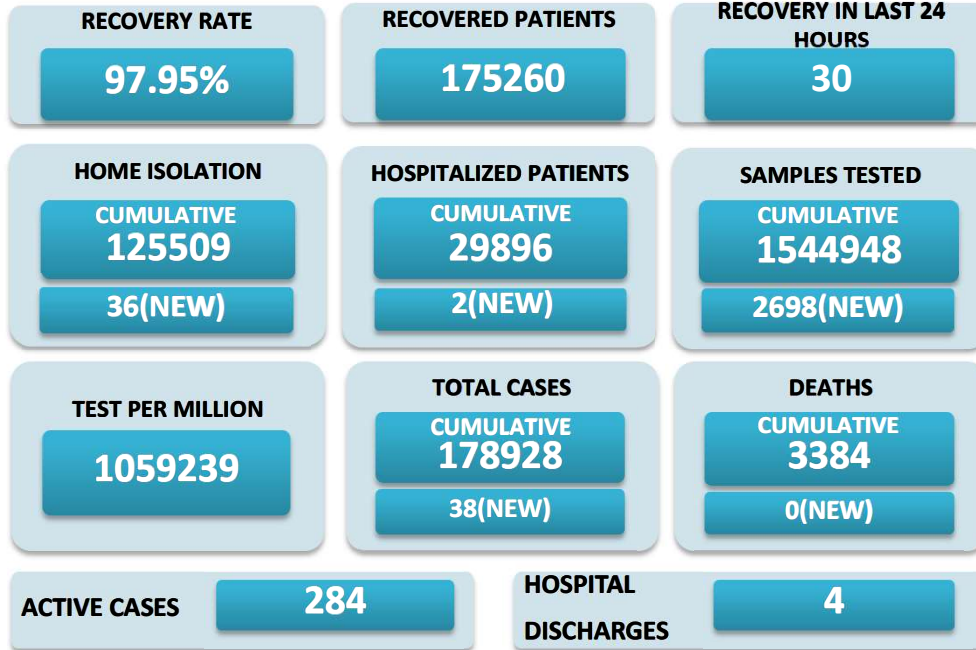 RECOVERY RATE
97.95%
RECOVERED PATIENTS
175260
RECOVERY IN LAST 24
HOURS
30
HOME ISOLATION
CUMULATIVE
125509
36(NEW)
HOSPITALIZED PATIENTS
CUMULATIVE
29896
2(NEW)
SAMPLES TESTED
CUMULATIVE
1544948
2698(NEW)
TEST PER MILLION
1059239
TOTAL CASES
CUMULATIVE
178928
38(NEW)
DEATHS
CUMULATIVE
3384
0(NEW)
ACTIVE CASES
284
HOSPITAL
DISCHARGES
4